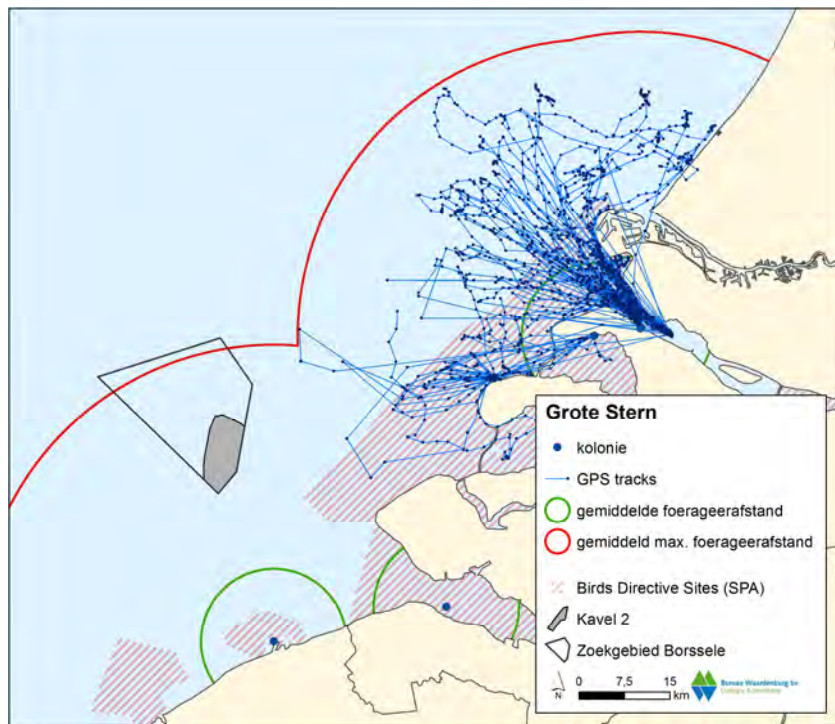 Grote Stern
kolonie
GPS tracks
gemiddelde foerageerafstand
gemiddeld max. foerageerafstand
Birds Directive Sites (SPA)
Kavel 2
Zoekgebied Borssele
N
0 7,5 15
km
Bureau Waardenburg bv